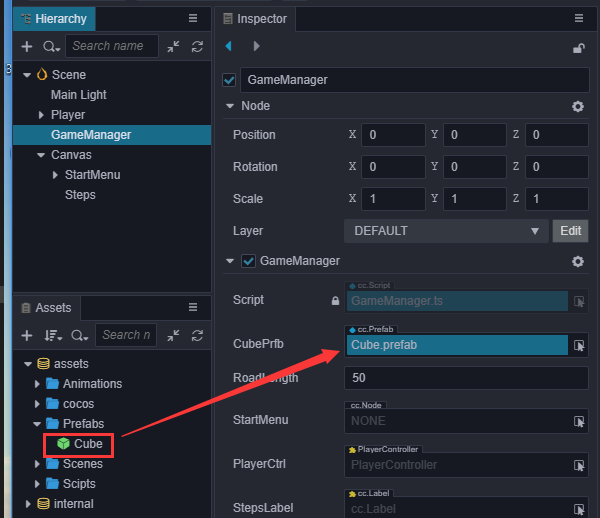 Hierarchy
Search name
Scene
Main Light
Player
GameManager
Canvas
StartMenu
Steps
Assets
Search n
assets
Animations
cocos
Prefabs
Cube
Scenes
Scipts
internal
3
Inspector
GameManager
Node
Position X 0 Y 0 Z 0
Rotation X 0 Y 0 Z 0
Scale X 1 Y 1 Z 1
Layer DEFAULT Edit
GameManager
cc.Script
Script GameManager.ts
cc.Prefab
CubePrfb Cube.prefab
RoadLength 50
cc.Node
StartMenu NONE
PlayerController
PlayerCtrl PlayerController
cc.Label
StepsLabel cc.Label